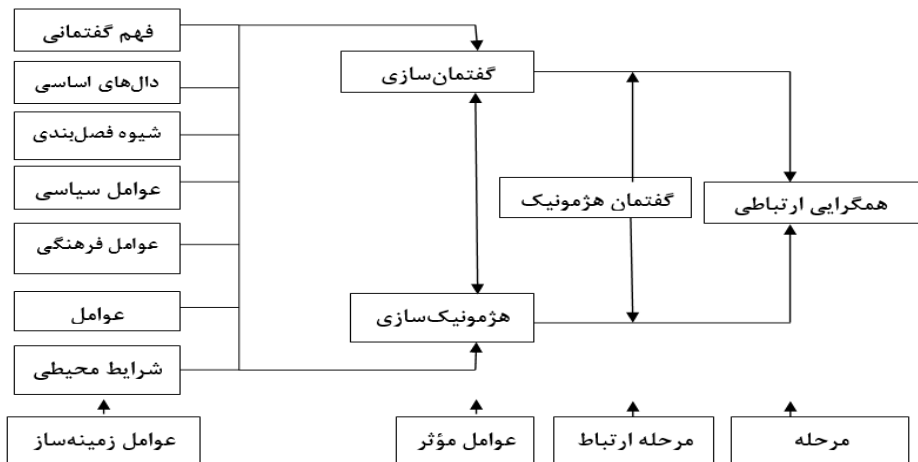 فهم گفتمانی
دال‌های اساسی
شیوه فصل‌بندی
عوامل سیاسی
عوامل فرهنگی
عوامل
شرایط محیطی
گفتمان‌سازی
هژمونیک‌سازی
گفتمان هژمونیک
همگرایی ارتباطی
عوامل زمینه‌ساز
عوامل مؤثر
مرحله ارتباط
مرحله